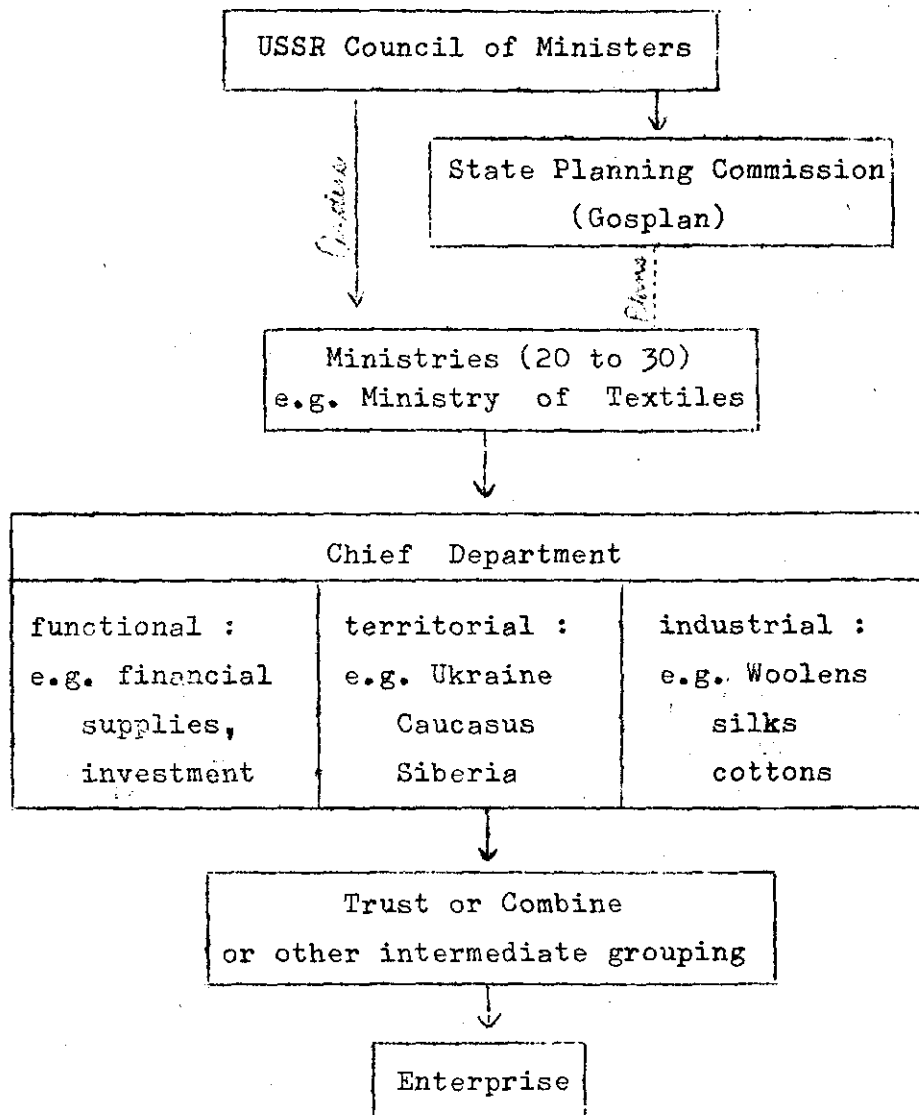 USSR Council of Ministers
State Planning Commission
(Gosplan)
Plans
Ministries (20 to 30)
e.g. Ministry of Textiles
Chief Department
functional :
e.g. financial
supplies,
investment
territorial :
e.g. Ukraine
Caucasus
Siberia
industrial :
e.g. Woolens
silks
cottons
Trust or Combine
or other intermediate grouping
Enterprise